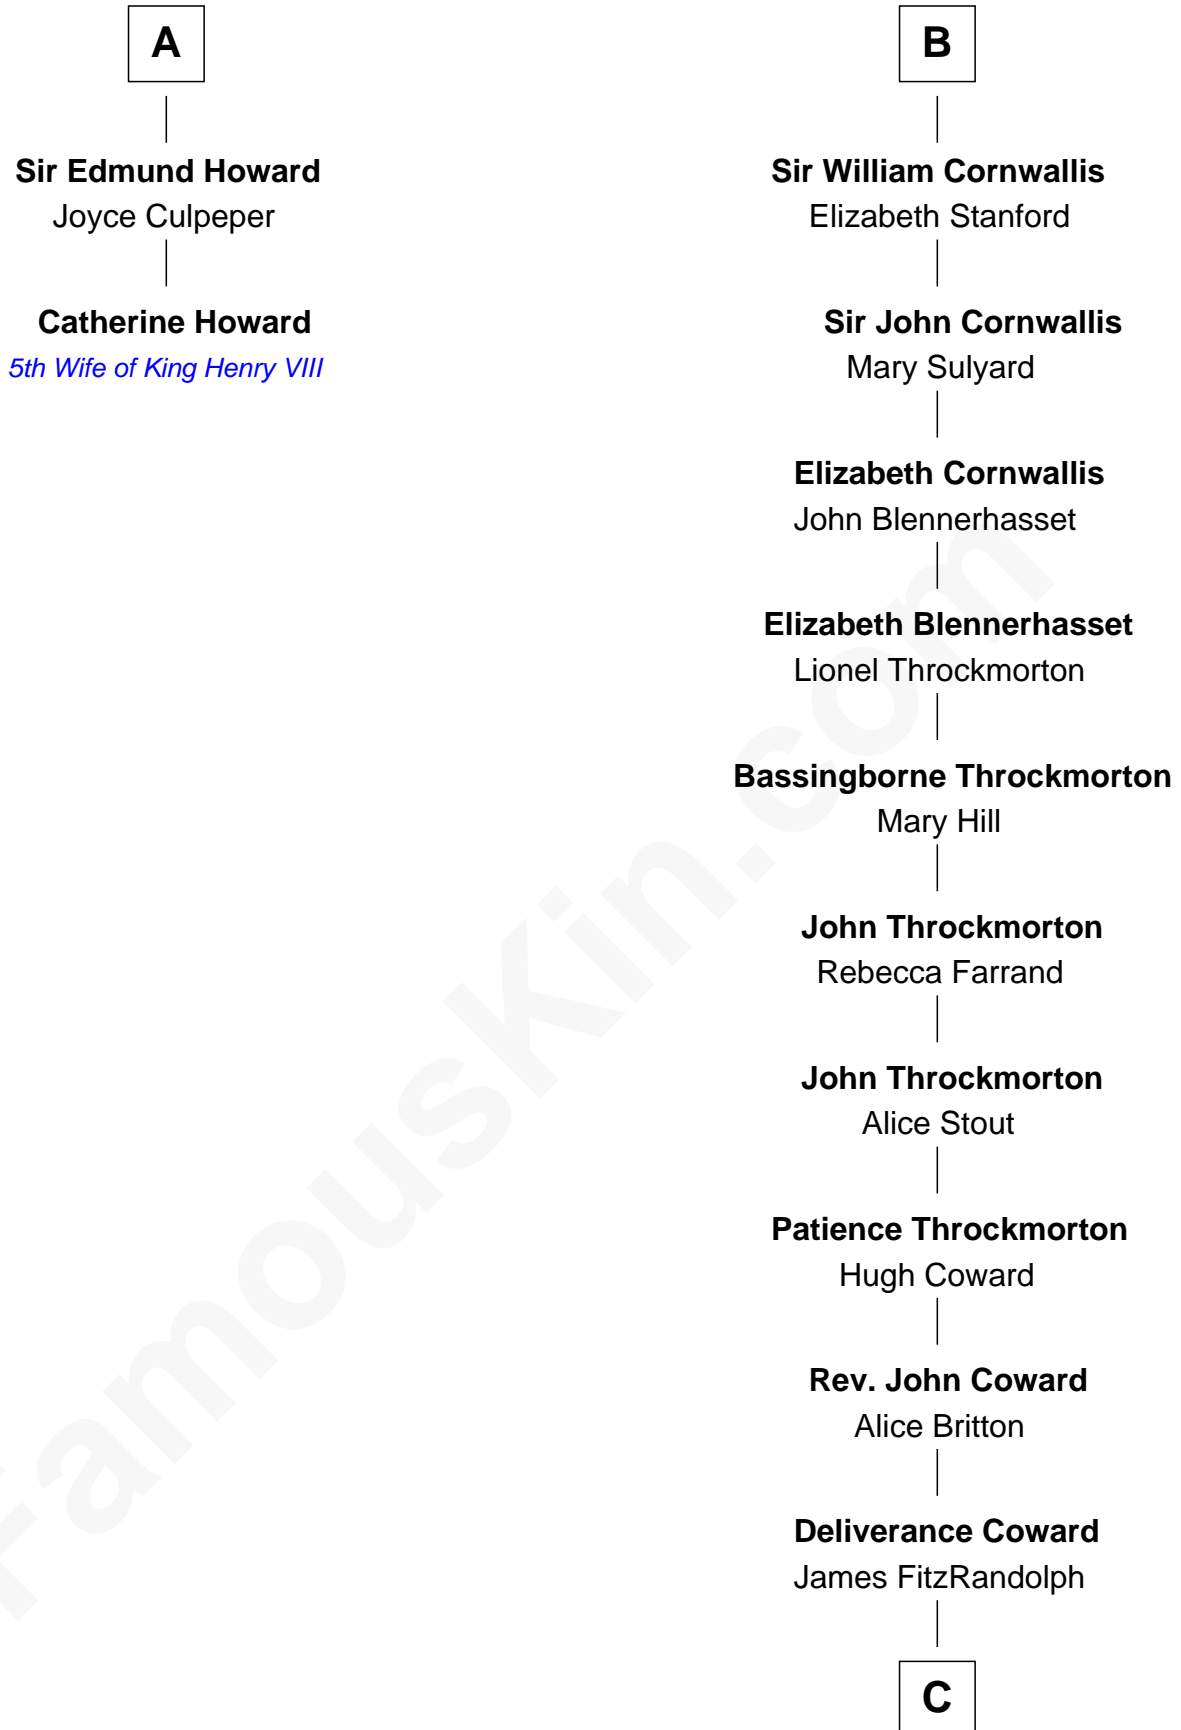 A
Sir Edmund Howard
Joyce Culpeper
Catherine Howard
5th Wife of King Henry VIII
B
Sir William Cornwallis
Elizabeth Stanford
Sir John Cornwallis
Mary Sulyard
Elizabeth Cornwallis
John Blennerhasset
Elizabeth Blennerhasset
Lionel Throckmorton
Bassingborne Throckmorton
Mary Hill
John Throckmorton
Rebecca Farrand
John Throckmorton
Alice Stout
Patience Throckmorton
Hugh Coward
Rev. John Coward
Alice Britton
Deliverance Coward
James FitzRandolph
C
FamousKin.com